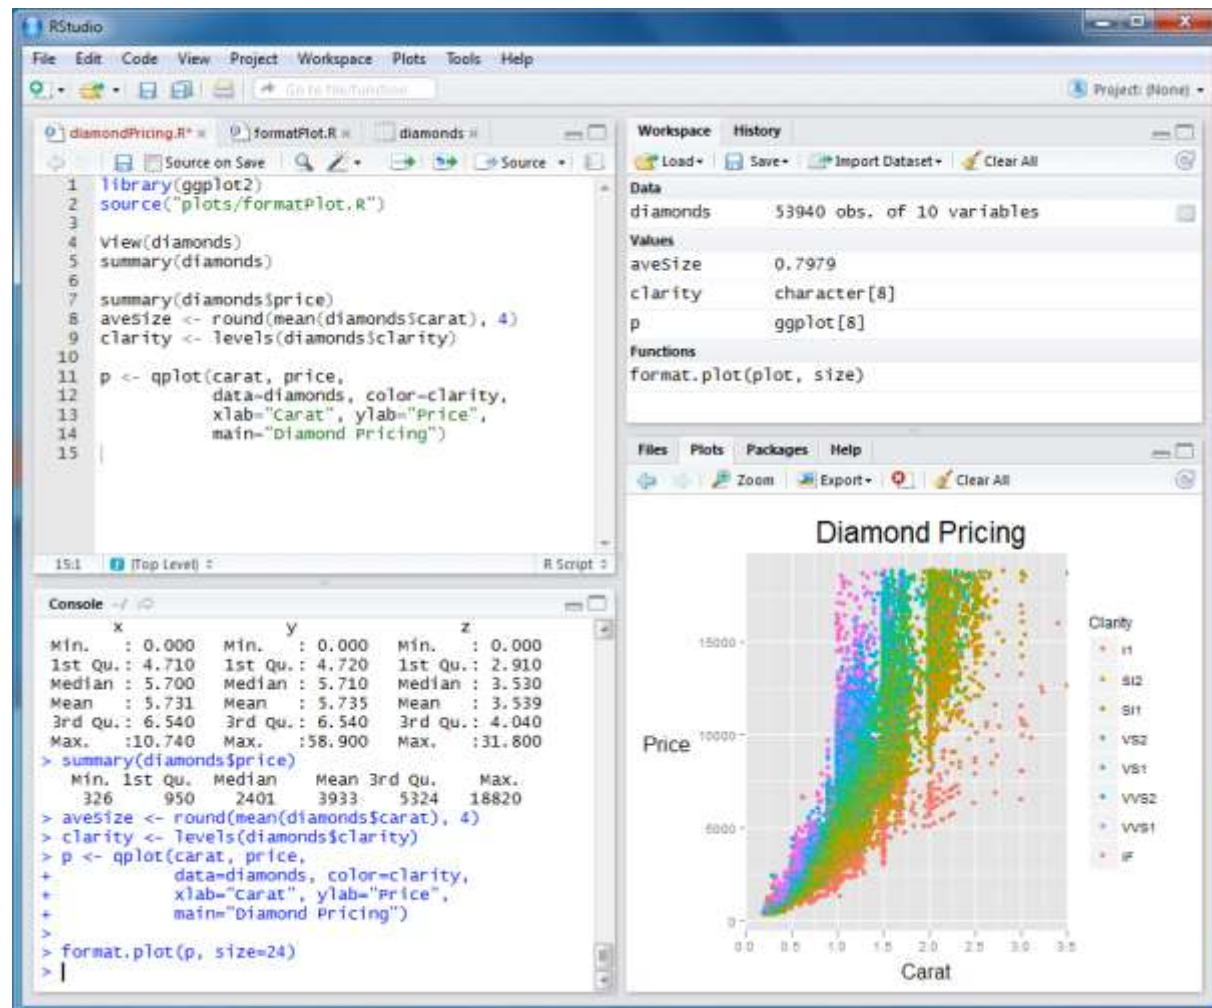 RStudio
File Edit Code View Project Workspace Plots Tools Help
Go to file/function
Project: (None)
diamondPricing.R*
formatPlot.R
diamonds
Source on Save
Source
1 library(ggplot2)
2 source("plots/formatPlot.R")
3
4 View(diamonds)
5 summary(diamonds)
6
7 summary(diamonds$price)
8 aveSize <- round(mean(diamonds$carat), 4)
9 clarity <- levels(diamonds$clarity)
10
11 p <- qplot(carat, price,
12 data=diamonds, color=clarity,
13 xlab="Carat", ylab="Price",
14 main="Diamond Pricing")
15
15:1 (Top Level) R Script
Console ~/
x y z
Min. : 0.000 Min. : 0.000 Min. : 0.000
1st Qu.: 4.710 1st Qu.: 4.720 1st Qu.: 2.910
Median : 5.700 Median : 5.710 Median : 3.530
Mean : 5.731 Mean : 5.735 Mean : 3.539
3rd Qu.: 6.540 3rd Qu.: 6.540 3rd Qu.: 4.040
Max. :10.740 Max. :58.900 Max. :31.800
> summary(diamonds$price)
Min. 1st Qu. Median Mean 3rd Qu. Max.
326 950 2401 3933 5324 18820
> aveSize <- round(mean(diamonds$carat), 4)
> clarity <- levels(diamonds$clarity)
> p <- qplot(carat, price,
+ data=diamonds, color=clarity,
+ xlab="Carat", ylab="Price",
+ main="Diamond Pricing")
>
> format.plot(p, size=24)
>
Workspace History
Load Save Import Dataset Clear All
Data
diamonds 53940 obs. of 10 variables
Values
aveSize 0.7979
clarity character[8]
p ggplot[8]
Functions
format.plot(plot, size)
Files Plots Packages Help
Zoom Export Clear All
Diamond Pricing
Price
15000
10000
5000
0
0.0 0.5 1.0 1.5 2.0 2.5 3.0 3.5
Carat
Clarity
I1
SI2
SI1
VS2
VS1
VVS2
VVS1
IF